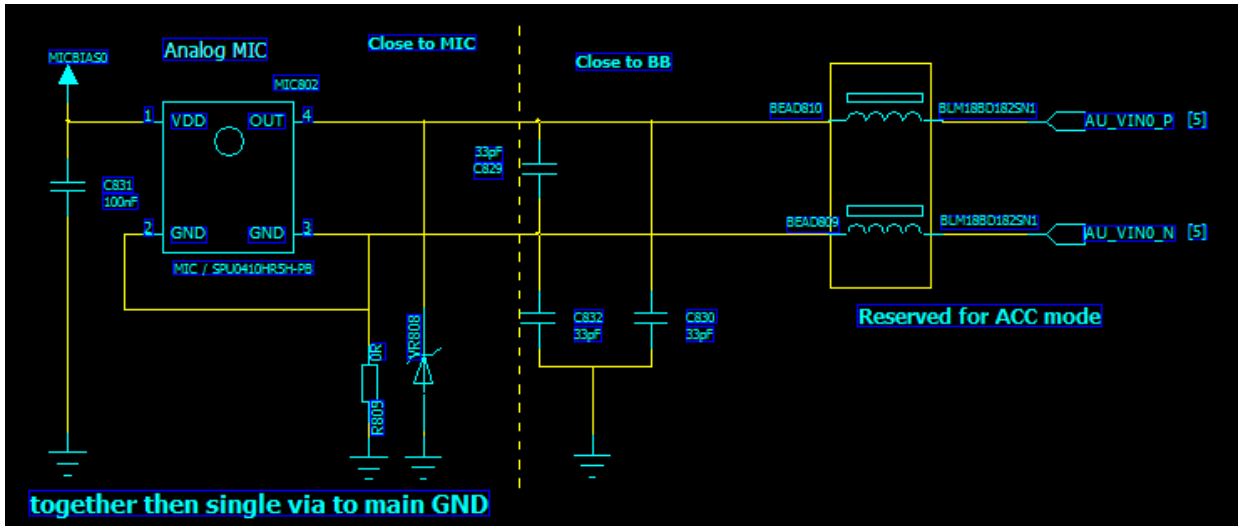 MICBIAS0
Analog MIC
Close to MIC
Close to BB
MIC802
1 VDD OUT 4
2 GND GND 3
MIC / SPU0410HR5H-PB
C831
100nF
33pF
C829
BEAD810
BLM18BD182SN1
AU_VIN0_P [5]
BEAD809
BLM18BD182SN1
AU_VIN0_N [5]
C832
33pF
C830
33pF
Reserved for ACC mode
0R
R809
VR808
together then single via to main GND